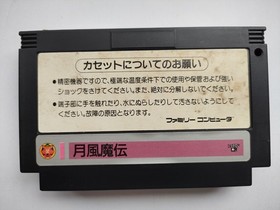 カセットについてのお願い
●精密機器ですので、極端な温度条件下での使用や保管および強い
ショックをさけてください。また、絶対に分解しないでください。
●端子部に手を触れたり、水にぬらしたりして汚さないようにして
ください。故障の原因となります。
ファミリー コンピュータ
月風魔伝